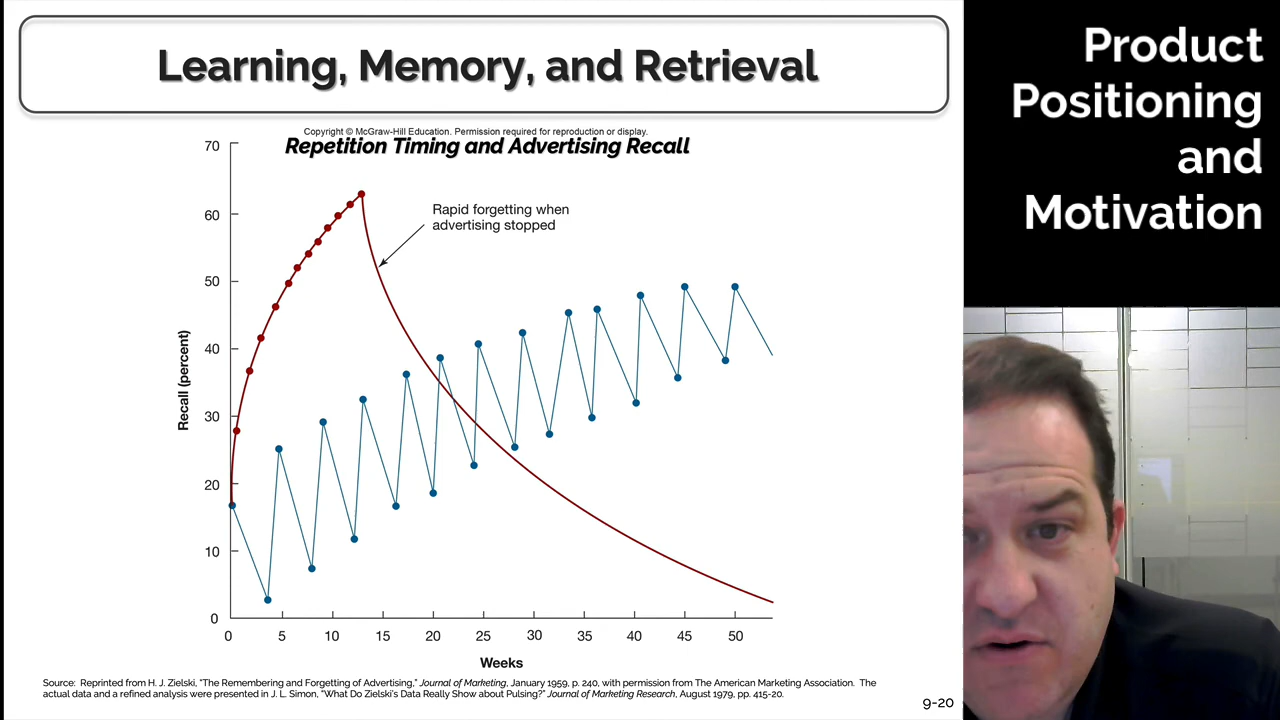 Learning, Memory, and Retrieval
Copyright © McGraw-Hill Education. Permission required for reproduction or display.
Repetition Timing and Advertising Recall
70
60
50
40
30
20
10
0
Recall (percent)
Rapid forgetting when
advertising stopped
0 5 10 15 20 25 30 35 40 45 50
Weeks
Source: Reprinted from H. J. Zielski, "The Remembering and Forgetting of Advertising," Journal of Marketing, January 1959, p. 240, with permission from The American Marketing Association. The
actual data and a refined analysis were presented in J. L. Simon, "What Do Zielski's Data Really Show about Pulsing?" Journal of Marketing Research, August 1979, pp. 415-20.
9-20
Product
Positioning
and
Motivation